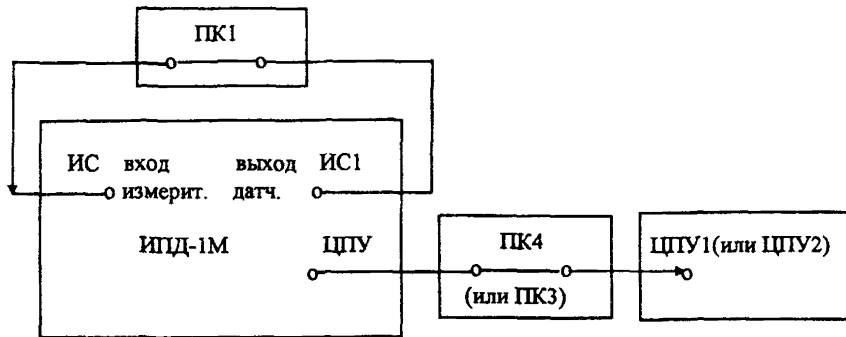 ПК1
ИС вход выход ИС1
измерит. датч.
ИПД-1М ЦПУ
ПК4
(или ПК3)
ЦПУ1(или ЦПУ2)